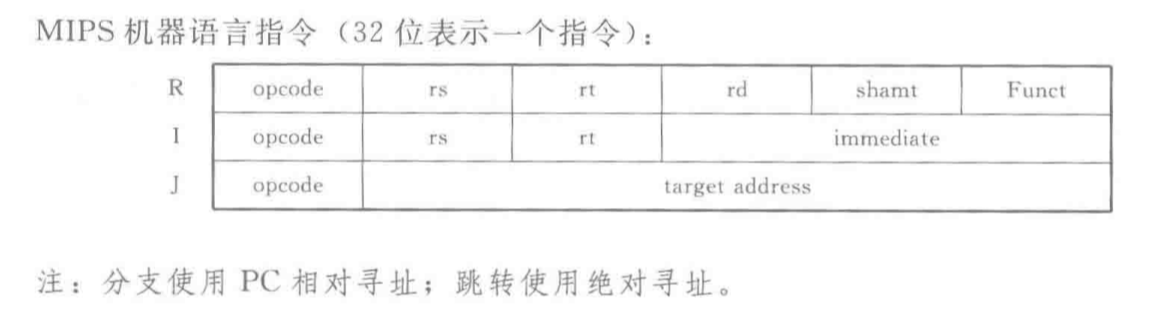 MIPS 机器语言指令（32 位表示一个指令）：
R opcode rs rt rd shamt Funct
I opcode rs rt immediate
J opcode target address
注：分支使用 PC 相对寻址；跳转使用绝对寻址。